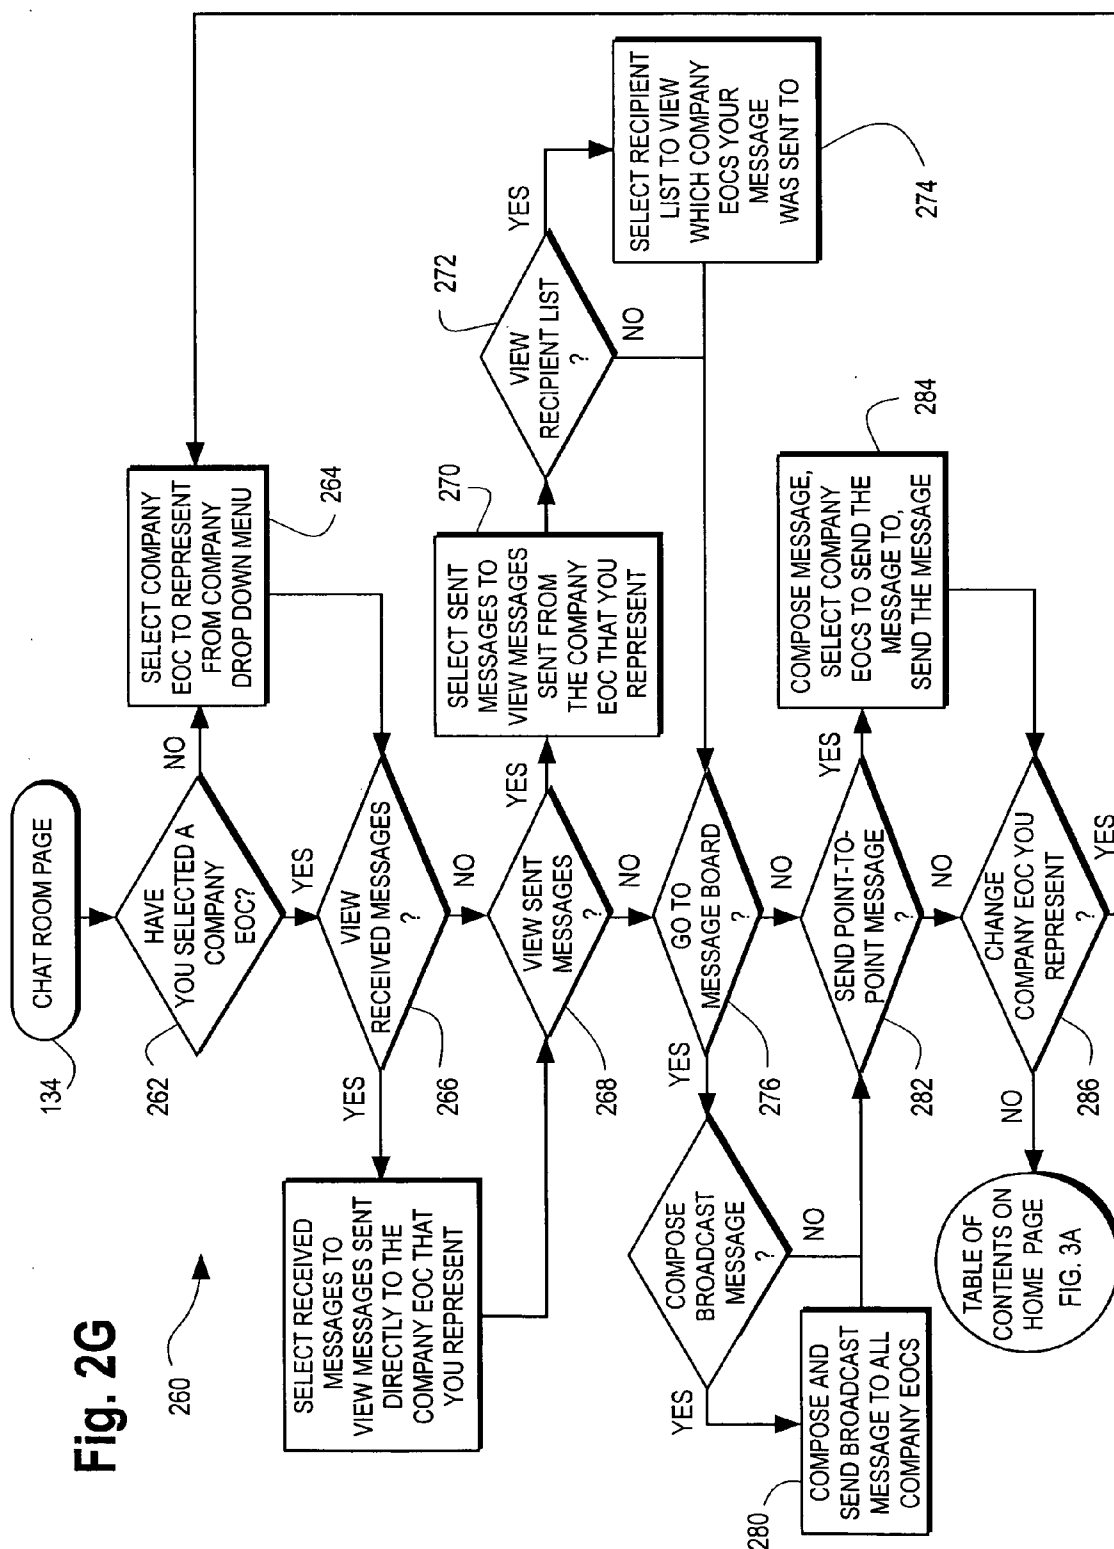 Fig. 2G
260
CHAT ROOM PAGE
134
HAVE
YOU SELECTED A
COMPANY
EOC?
262
NO
YES
SELECT COMPANY
EOC TO REPRESENT
FROM COMPANY
DROP DOWN MENU
264
VIEW
RECEIVED MESSAGES
?
266
YES
NO
SELECT RECEIVED
MESSAGES TO
VIEW MESSAGES SENT
DIRECTLY TO THE
COMPANY EOC THAT
YOU REPRESENT
VIEW SENT
MESSAGES
?
268
YES
NO
SELECT SENT
MESSAGES TO
VIEW MESSAGES
SENT FROM
THE COMPANY
EOC THAT YOU
REPRESENT
270
VIEW
RECIPIENT LIST
?
272
YES
NO
SELECT RECIPIENT
LIST TO VIEW
WHICH COMPANY
EOCS YOUR
MESSAGE
WAS SENT TO
274
GO TO
MESSAGE BOARD
?
276
YES
NO
COMPOSE
BROADCAST
MESSAGE
?
YES
NO
COMPOSE AND
SEND BROADCAST
MESSAGE TO ALL
COMPANY EOCS
280
SEND POINT-TO-
POINT MESSAGE
?
282
YES
NO
COMPOSE MESSAGE,
SELECT COMPANY
EOCS TO SEND THE
MESSAGE TO,
SEND THE MESSAGE
284
CHANGE
COMPANY EOC YOU
REPRESENT
?
286
YES
NO
TABLE OF
CONTENTS ON
HOME PAGE
FIG. 3A